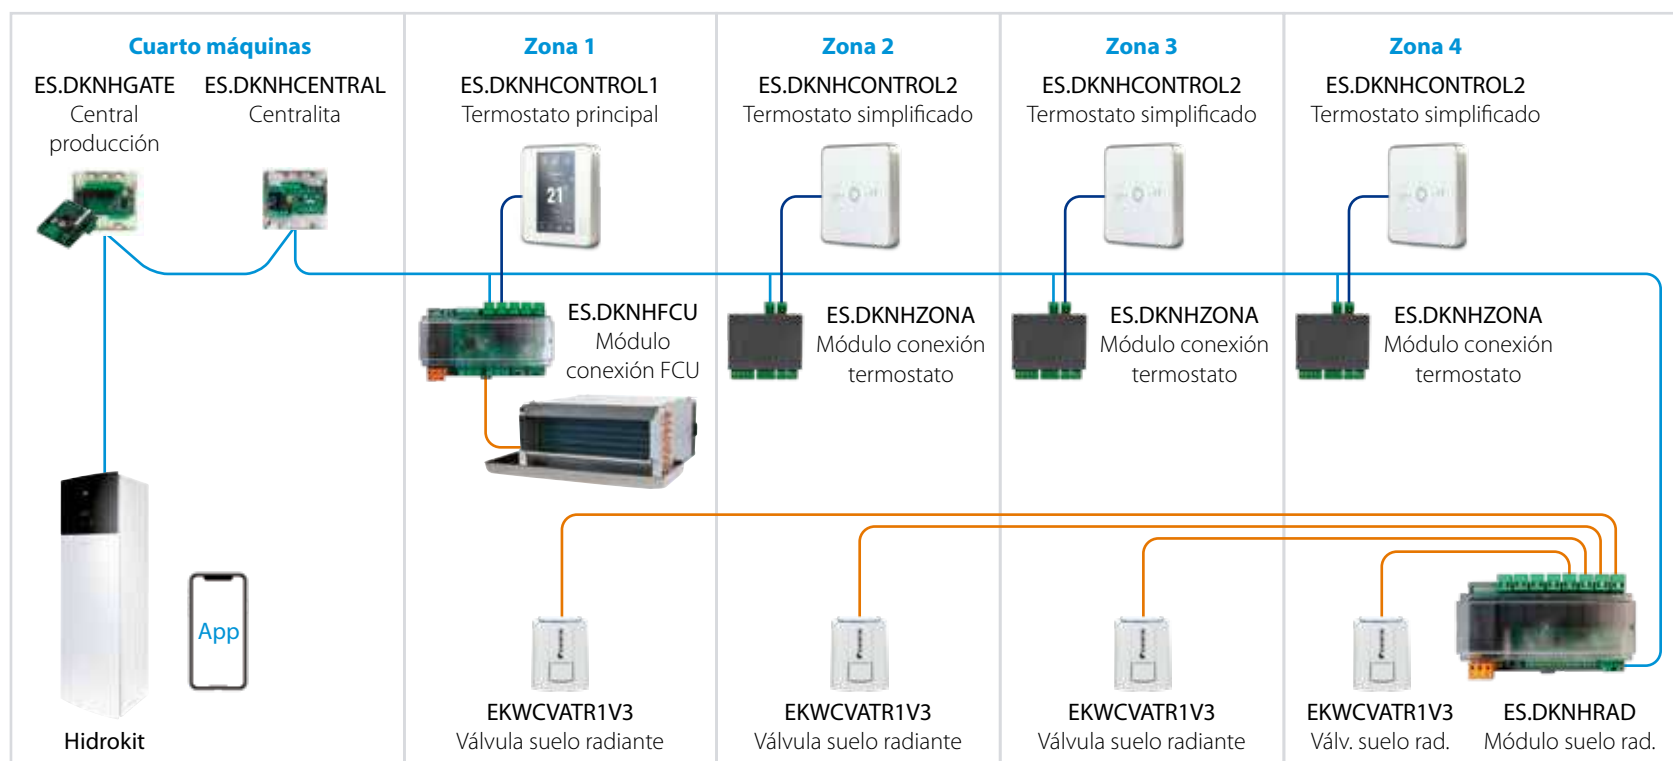 Cuarto máquinas
ES.DKNHGATE
Central
producción
ES.DKNHCENTRAL
Centralita
Hidrokit
App
Zona 1
ES.DKNHCONTROL1
Termostato principal
21
ES.DKNHFCU
Módulo
conexión FCU
EKWCVATR1V3
Válvula suelo radiante
Zona 2
ES.DKNHCONTROL2
Termostato simplificado
ES.DKNHZONA
Módulo conexión
termostato
EKWCVATR1V3
Válvula suelo radiante
Zona 3
ES.DKNHCONTROL2
Termostato simplificado
ES.DKNHZONA
Módulo conexión
termostato
EKWCVATR1V3
Válvula suelo radiante
Zona 4
ES.DKNHCONTROL2
Termostato simplificado
ES.DKNHZONA
Módulo conexión
termostato
EKWCVATR1V3
Válv. suelo rad.
ES.DKNHRAD
Módulo suelo rad.